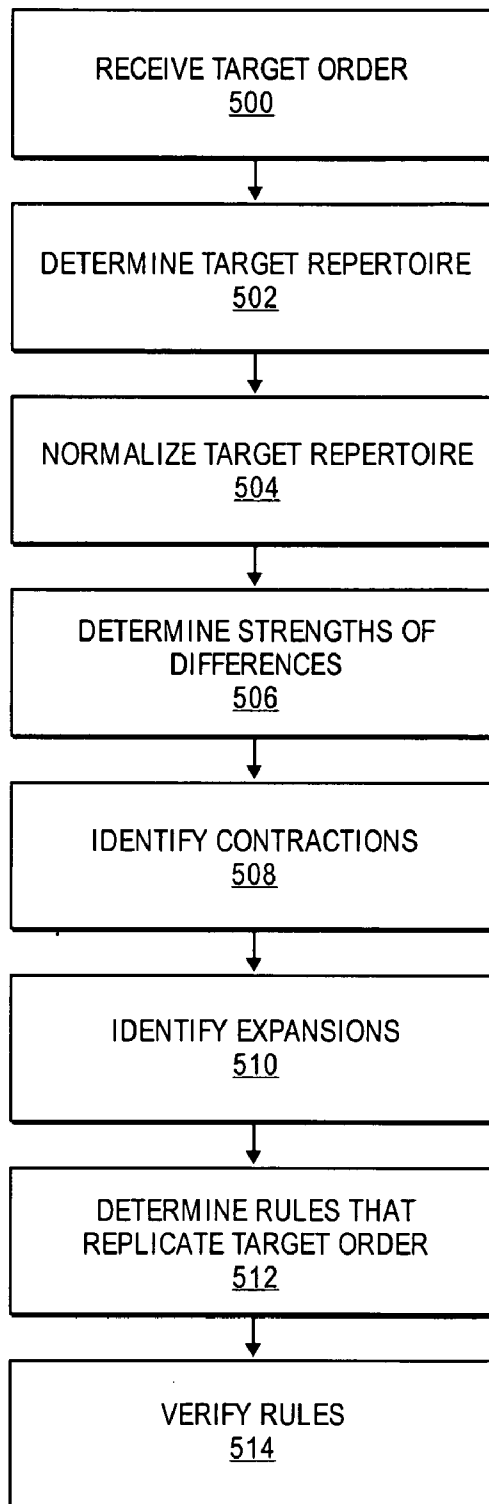 RECEIVE TARGET ORDER
500
DETERMINE TARGET REPERTOIRE
502
NORMALIZE TARGET REPERTOIRE
504
DETERMINE STRENGTHS OF
DIFFERENCES
506
IDENTIFY CONTRACTIONS
508
IDENTIFY EXPANSIONS
510
DETERMINE RULES THAT
REPLICATE TARGET ORDER
512
VERIFY RULES
514